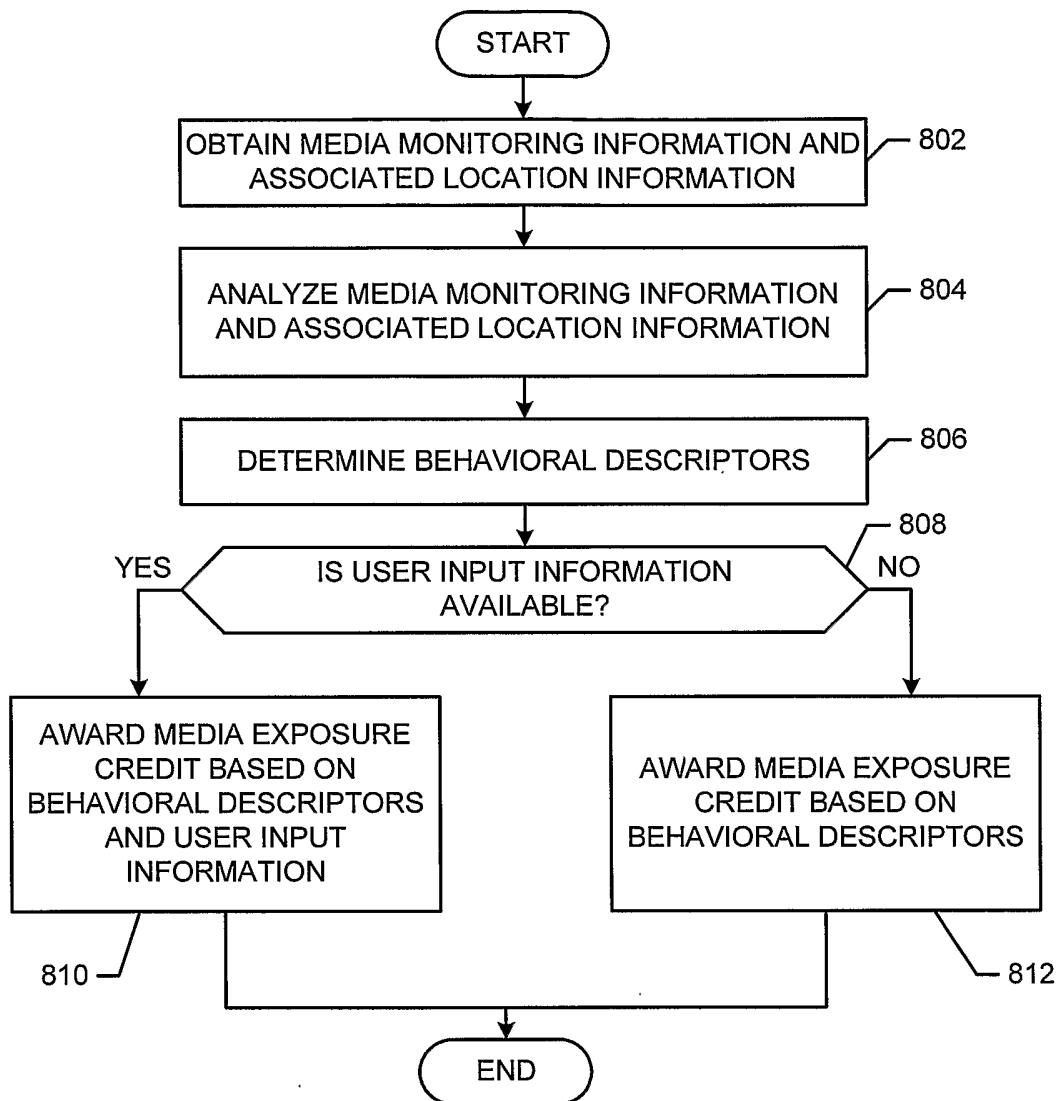 START
OBTAIN MEDIA MONITORING INFORMATION AND
ASSOCIATED LOCATION INFORMATION
802
ANALYZE MEDIA MONITORING INFORMATION
AND ASSOCIATED LOCATION INFORMATION
804
DETERMINE BEHAVIORAL DESCRIPTORS
806
808
YES
IS USER INPUT INFORMATION
AVAILABLE?
NO
AWARD MEDIA EXPOSURE
CREDIT BASED ON
BEHAVIORAL DESCRIPTORS
AND USER INPUT
INFORMATION
810
AWARD MEDIA EXPOSURE
CREDIT BASED ON
BEHAVIORAL DESCRIPTORS
812
END